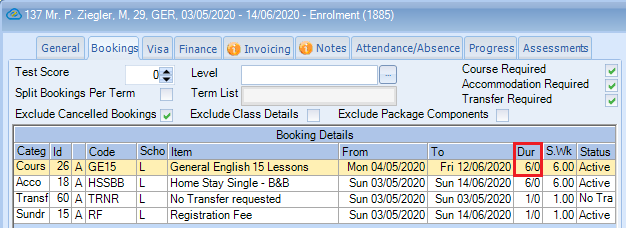 137 Mr. P. Ziegler, M, 29, GER, 03/05/2020 - 14/06/2020 - Enrolment (1885)
General Bookings Visa Finance Invoicing Notes Attendance/Absence Progress Assessments
Test Score 0 Level ... Course Required
Split Bookings Per Term Term List Accommodation Required
Transfer Required
Exclude Cancelled Bookings Exclude Class Details Exclude Package Components
Booking Details
Categ Id A Code Scho Item From To Dur S.Wk Status
Cours 26 A GE15 L General English 15 Lessons Mon 04/05/2020 Fri 12/06/2020 6/0 6.00 Active
Acco 18 A HSSBB L Home Stay Single - B&B Sun 03/05/2020 Sun 14/06/2020 6/0 6.00 Active
Transf 60 A TRNR L No Transfer requested Sun 03/05/2020 Sun 03/05/2020 1/0 1.00 No Tra
Sundr 15 A RF L Registration Fee Sun 03/05/2020 Sun 14/06/2020 1/0 1.00 Active